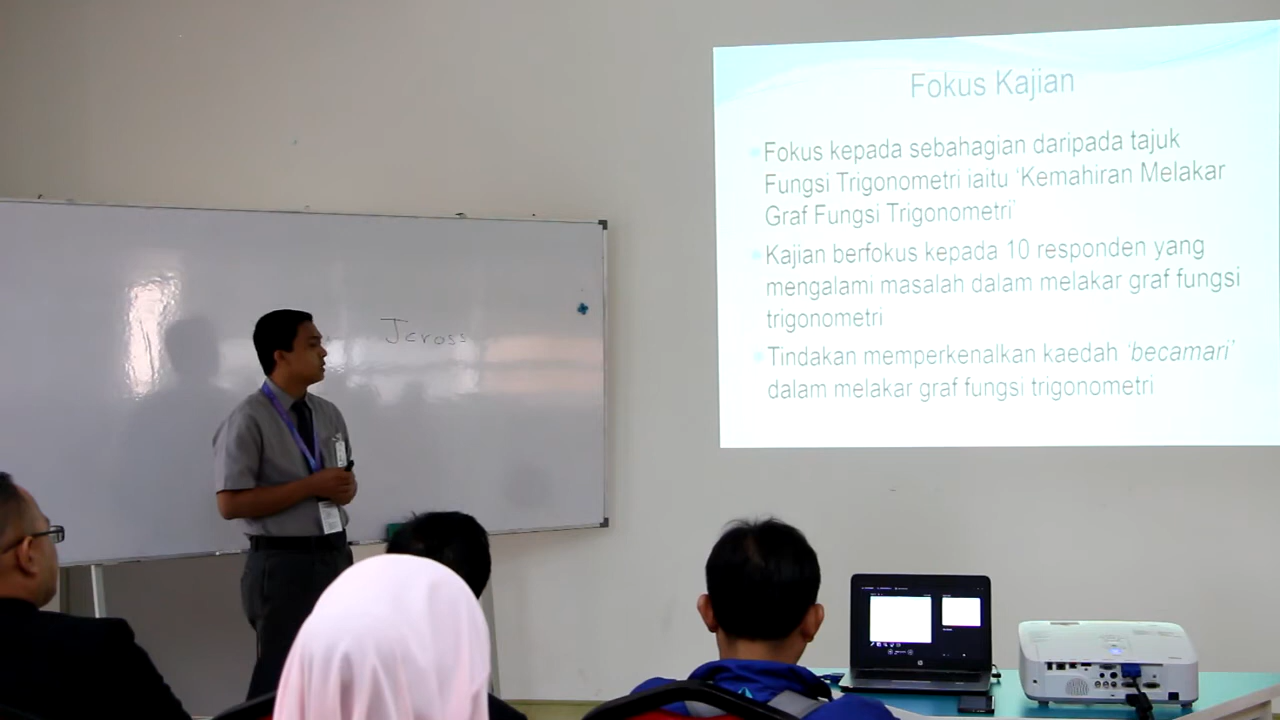 Fokus Kajian
Fokus kepada sebahagian daripada tajuk
Fungsi Trigonometri iaitu 'Kemahiran Melakar
Graf Fungsi Trigonometri'
Kajian berfokus kepada 10 responden yang
mengalami masalah dalam melakar graf fungsi
trigonometri
Tindakan memperkenalkan kaedah 'becamari'
dalam melakar graf fungsi trigonometri
Jcross